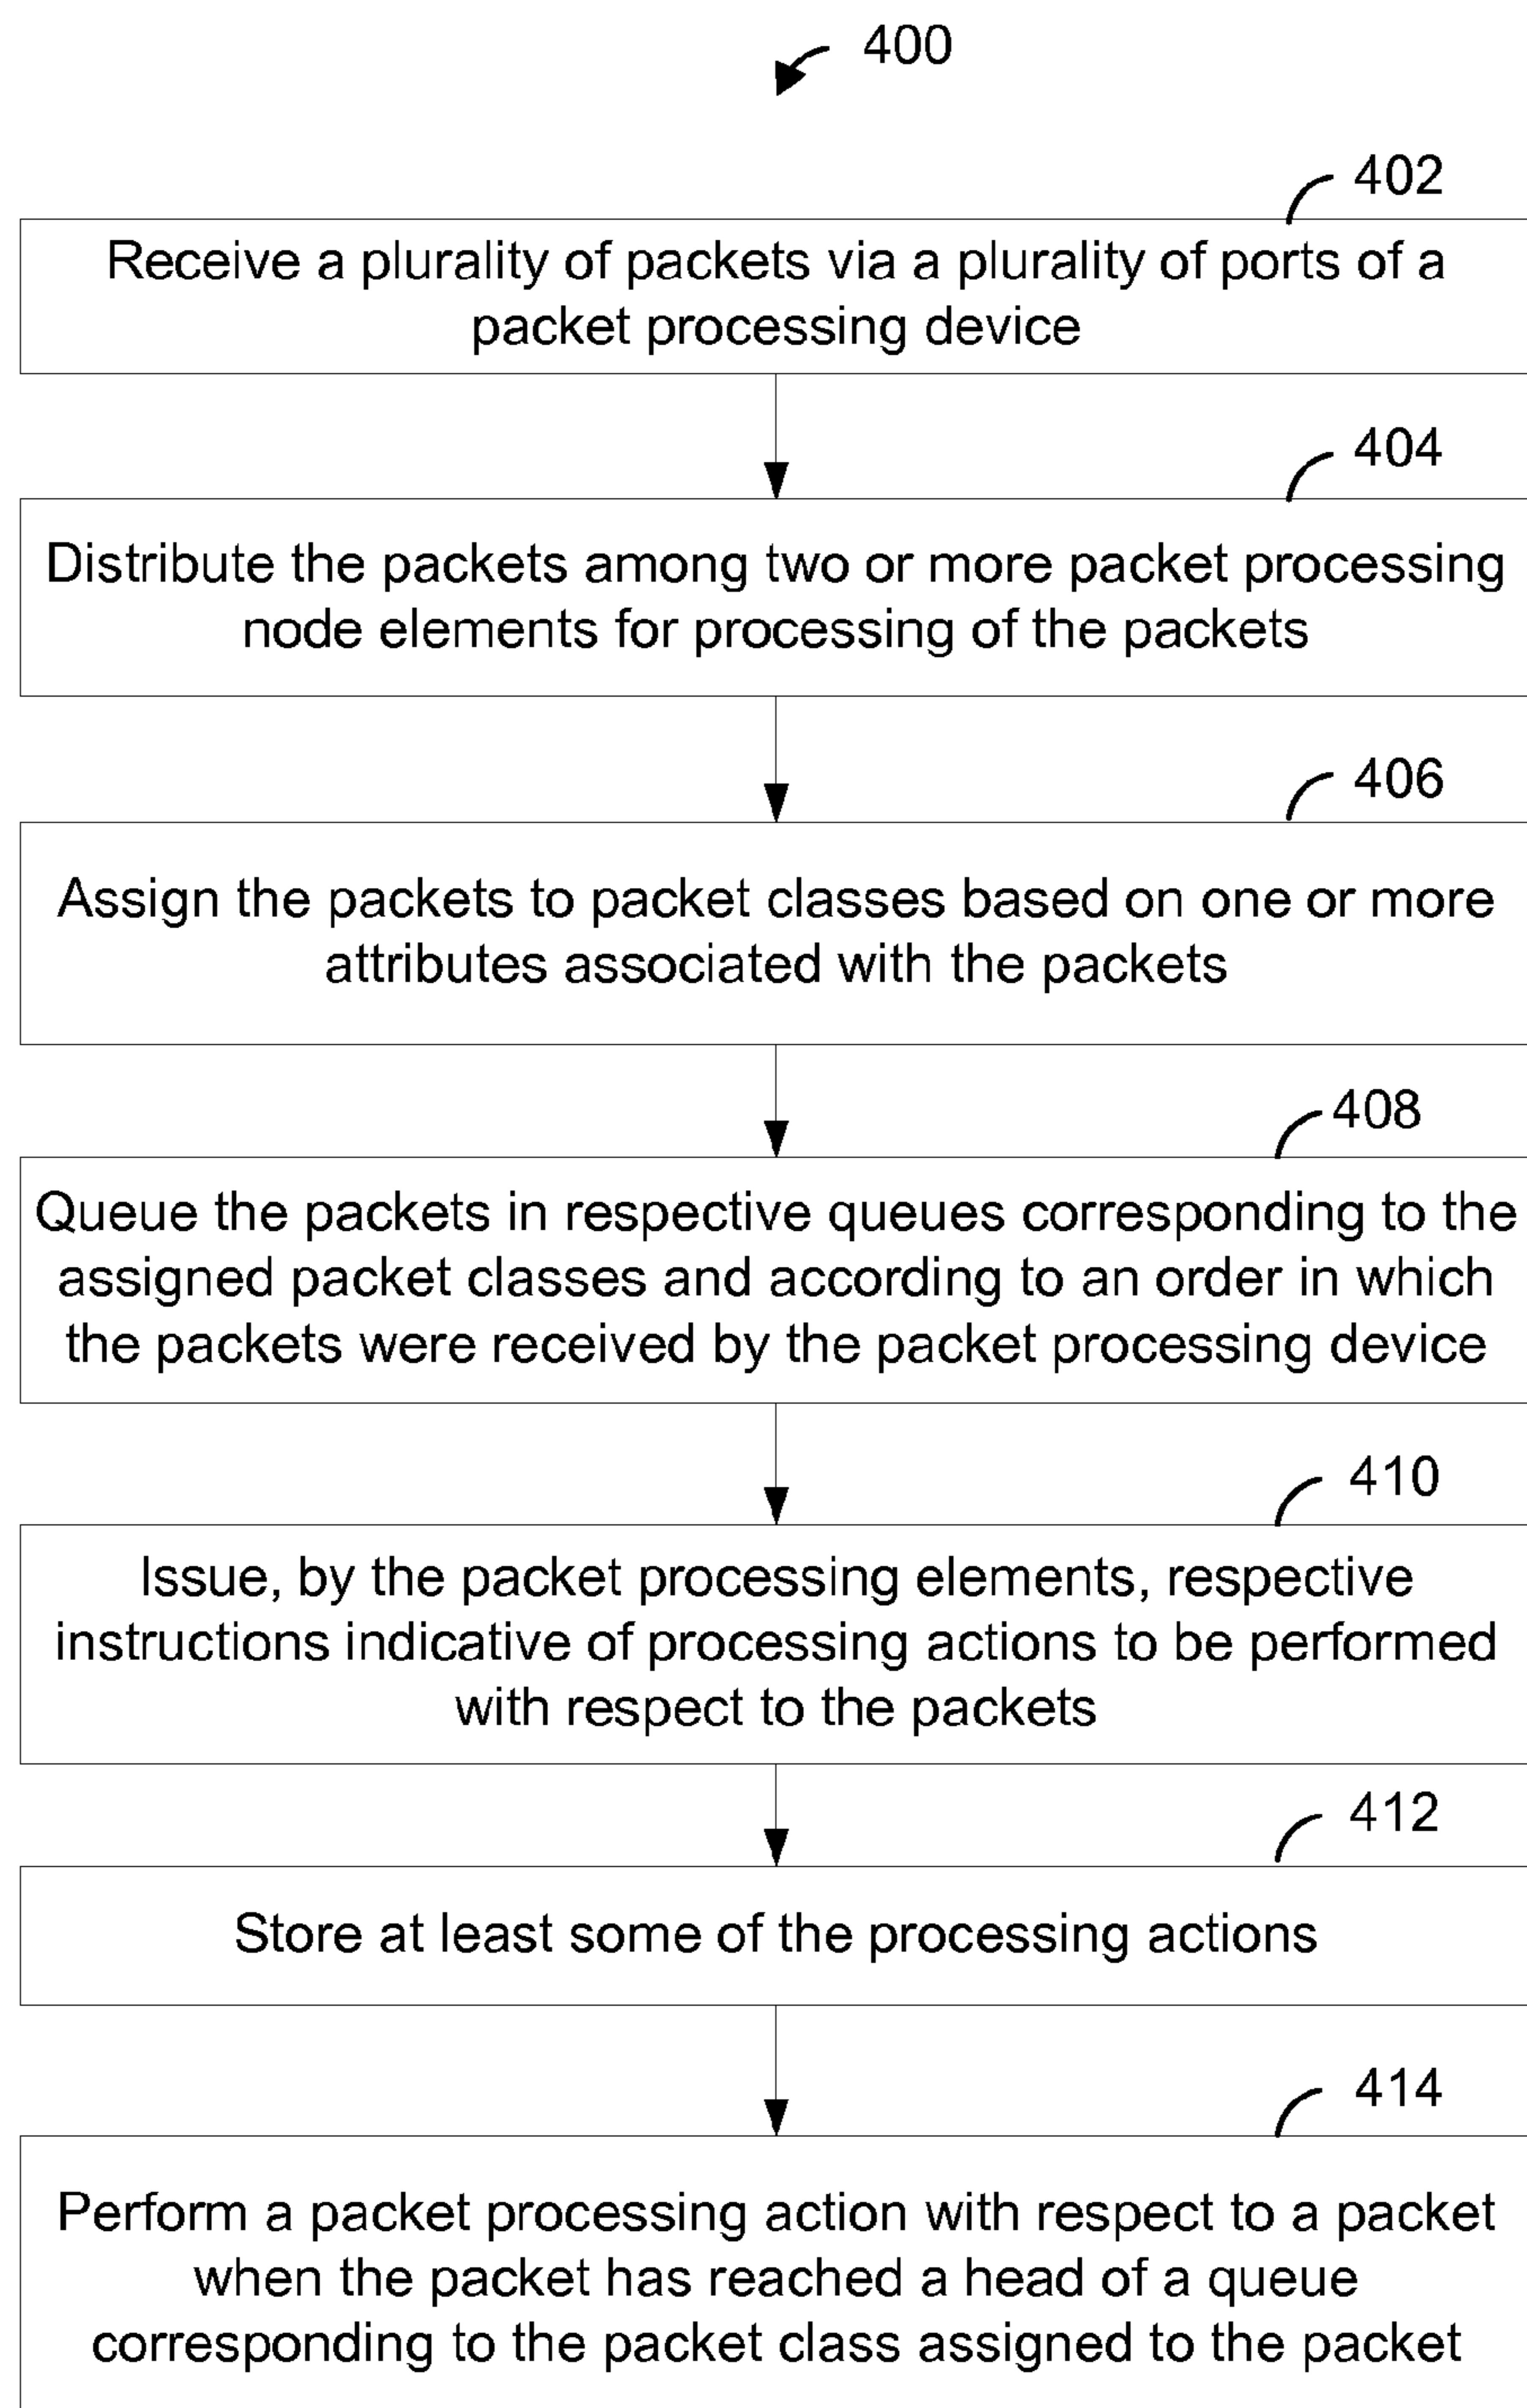 400
402
Receive a plurality of packets via a plurality of ports of a
packet processing device
404
Distribute the packets among two or more packet processing
node elements for processing of the packets
406
Assign the packets to packet classes based on one or more
attributes associated with the packets
408
Queue the packets in respective queues corresponding to the
assigned packet classes and according to an order in which
the packets were received by the packet processing device
410
Issue, by the packet processing elements, respective
instructions indicative of processing actions to be performed
with respect to the packets
412
Store at least some of the processing actions
414
Perform a packet processing action with respect to a packet
when the packet has reached a head of a queue
corresponding to the packet class assigned to the packet